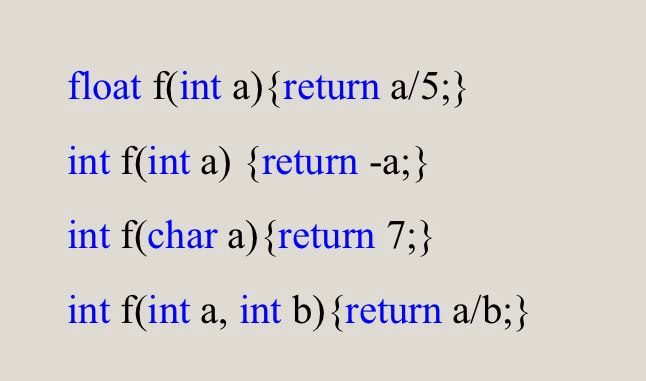 float f(int a){return a/5;}
int f(int a) {return -a;}
int f(char a){return 7;}
int f(int a, int b){return a/b;}